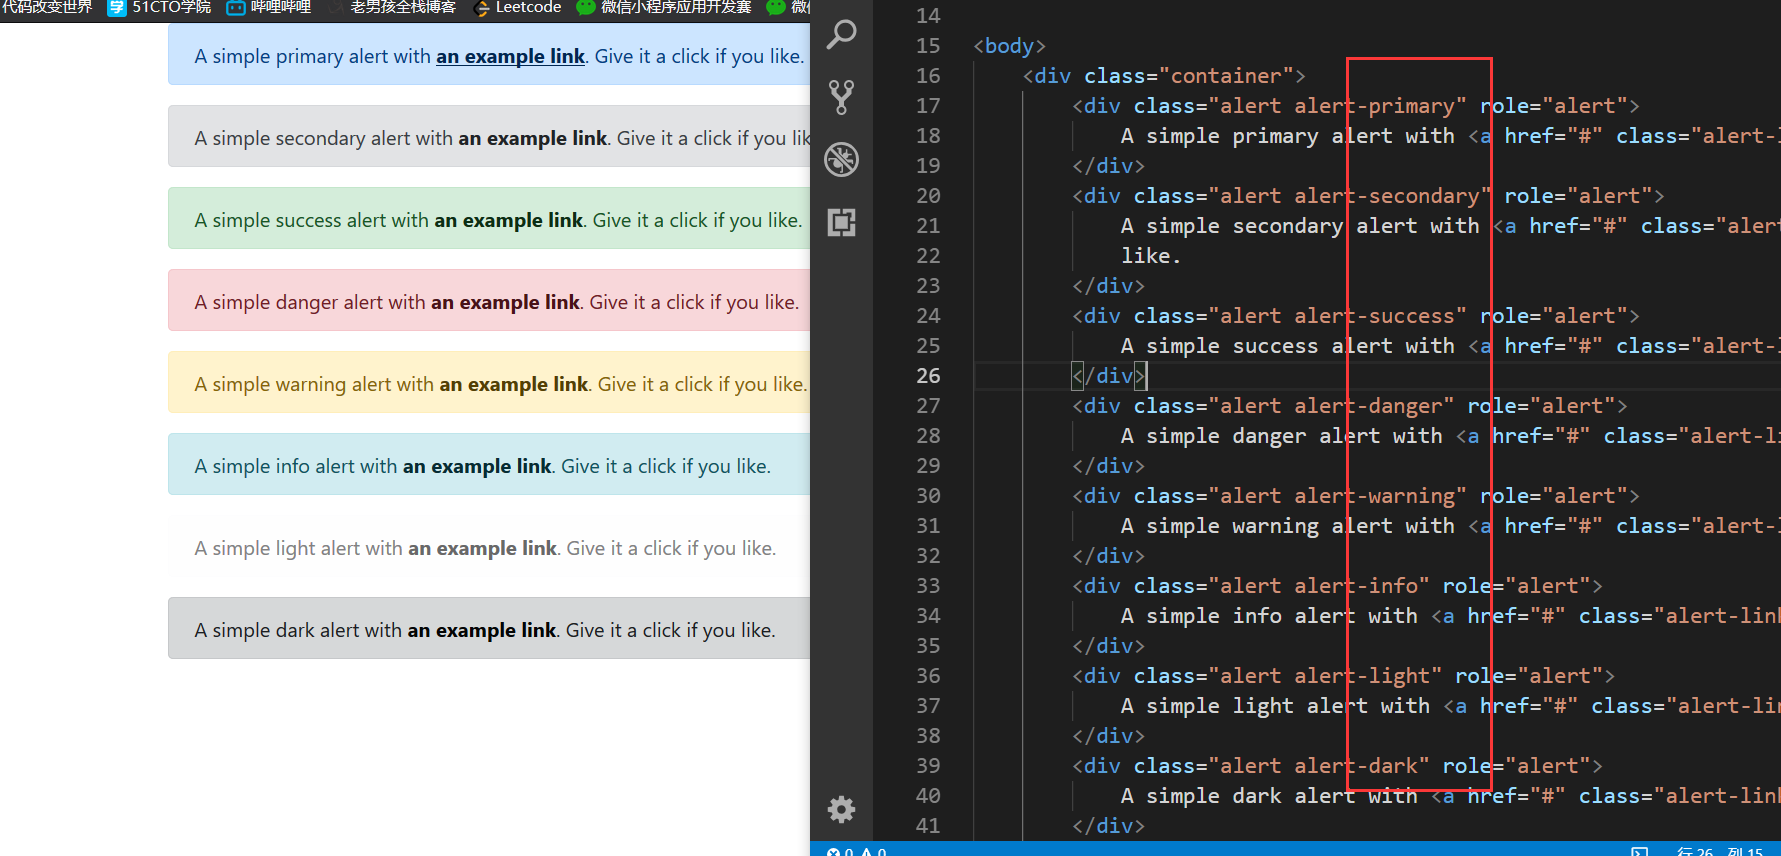 代码改变世界 学 51CTO学院 哔哩哔哩 老男孩全栈博客 Leetcode 微信小程序应用开发赛
A simple primary alert with an example link. Give it a click if you like.
A simple secondary alert with an example link. Give it a click if you lik
A simple success alert with an example link. Give it a click if you like.
A simple danger alert with an example link. Give it a click if you like.
A simple warning alert with an example link. Give it a click if you like.
A simple info alert with an example link. Give it a click if you like.
A simple light alert with an example link. Give it a click if you like.
A simple dark alert with an example link. Give it a click if you like.
14
15 <body>
16 <div class="container">
17 <div class="alert alert-primary" role="alert">
18 A simple primary alert with <a href="#" class="alert-l
19 </div>
20 <div class="alert alert-secondary" role="alert">
21 A simple secondary alert with <a href="#" class="alert
22 like.
23 </div>
24 <div class="alert alert-success" role="alert">
25 A simple success alert with <a href="#" class="alert-l
26 </div>
27 <div class="alert alert-danger" role="alert">
28 A simple danger alert with <a href="#" class="alert-li
29 </div>
30 <div class="alert alert-warning" role="alert">
31 A simple warning alert with <a href="#" class="alert-l
32 </div>
33 <div class="alert alert-info" role="alert">
34 A simple info alert with <a href="#" class="alert-link
35 </div>
36 <div class="alert alert-light" role="alert">
37 A simple light alert with <a href="#" class="alert-lin
38 </div>
39 <div class="alert alert-dark" role="alert">
40 A simple dark alert with <a href="#" class="alert-link
41 </div>
0 0 行 26, 列 15